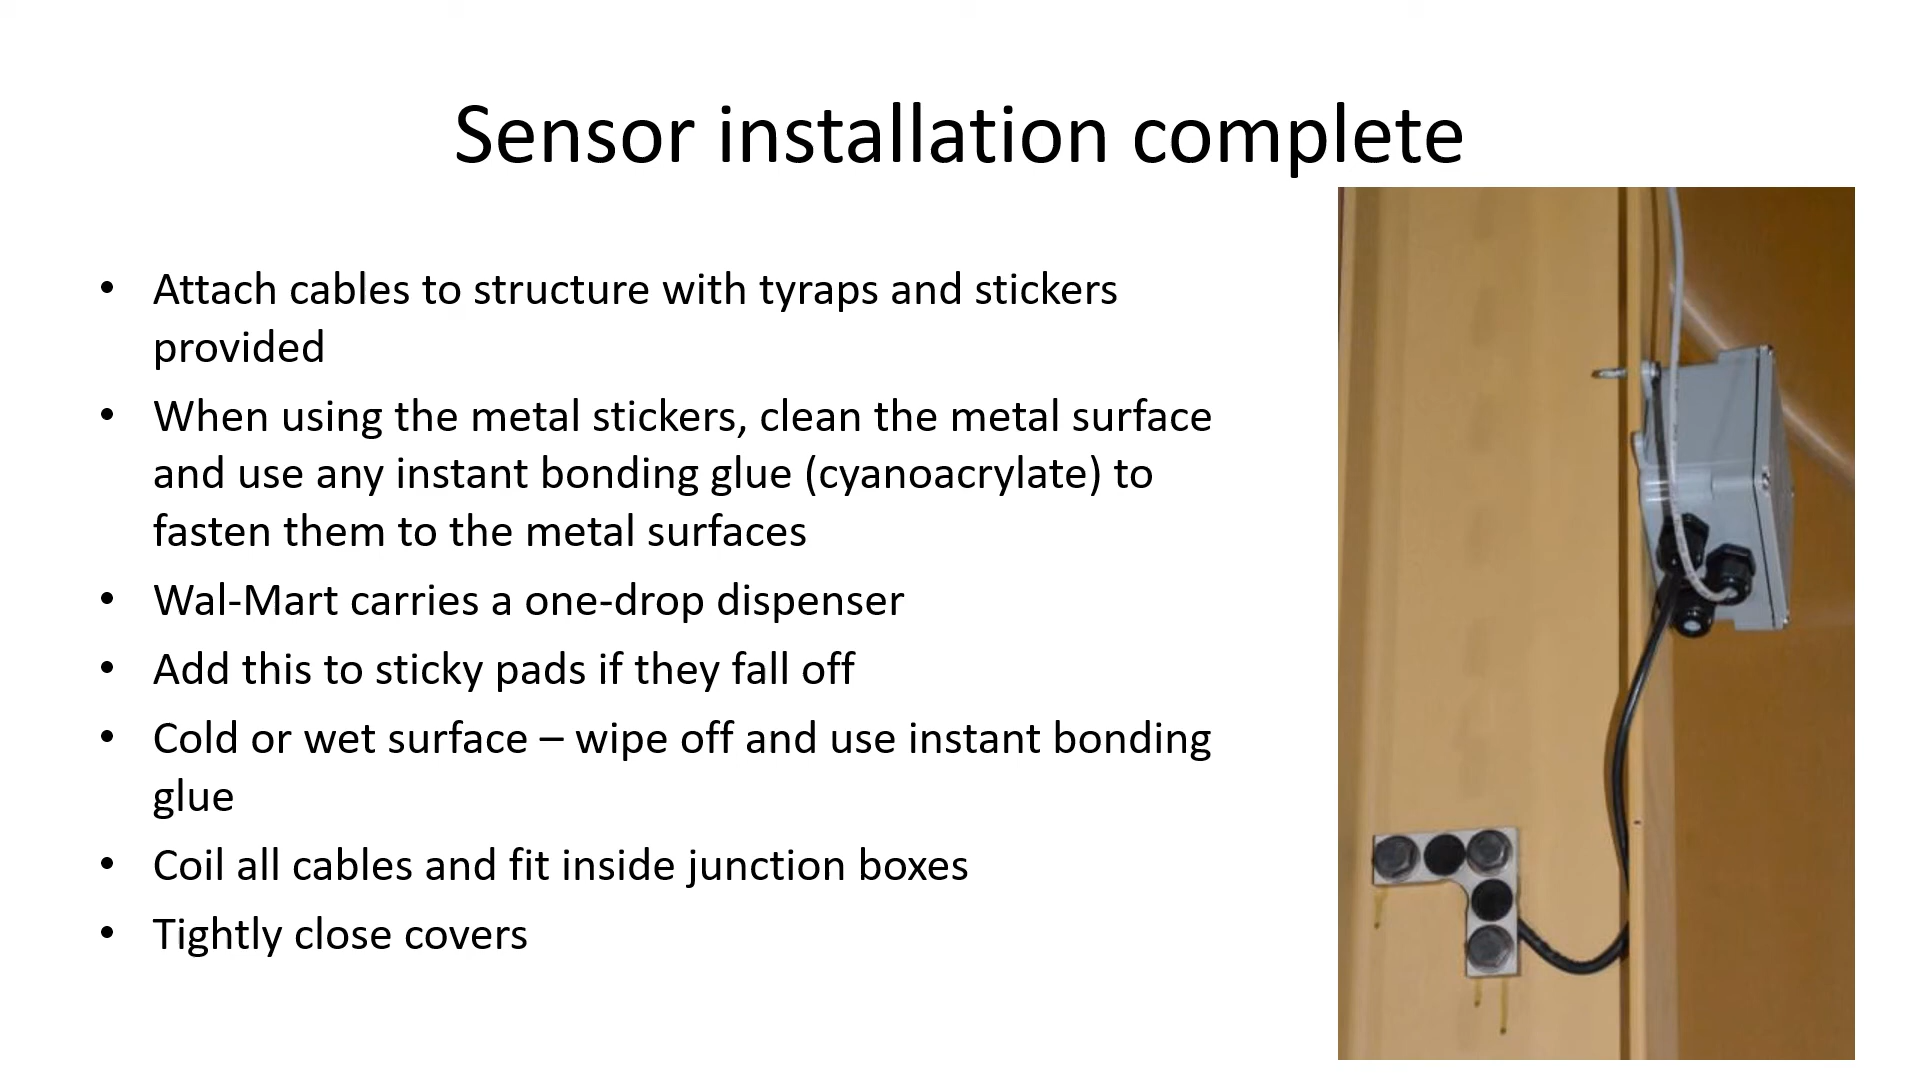 Sensor installation complete
• Attach cables to structure with tyraps and stickers
provided
• When using the metal stickers, clean the metal surface
and use any instant bonding glue (cyanoacrylate) to
fasten them to the metal surfaces
• Wal-Mart carries a one-drop dispenser
• Add this to sticky pads if they fall off
• Cold or wet surface – wipe off and use instant bonding
glue
• Coil all cables and fit inside junction boxes
• Tightly close covers